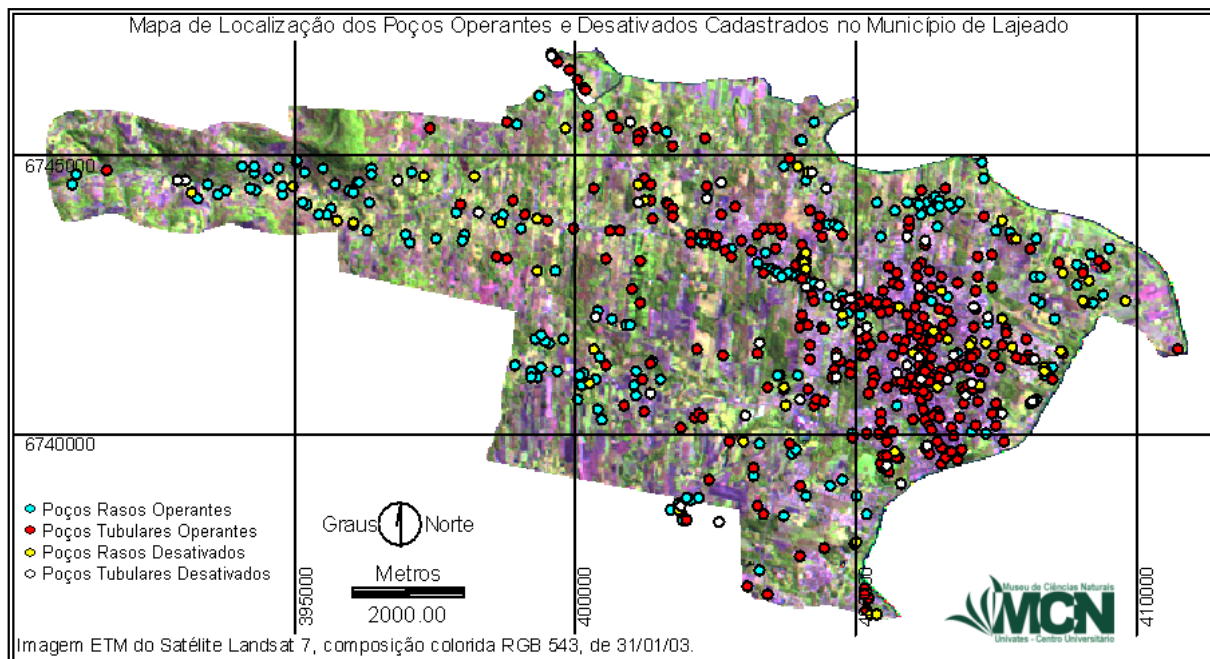 Mapa de Localização dos Poços Operantes e Desativados Cadastrados no Município de Lajeado
6745000
6740000
Poços Rasos Operantes
Poços Tubulares Operantes
Poços Rasos Desativados
Poços Tubulares Desativados
Graus Norte
Metros
2000.00
395000
400000
410000
Museu de Ciências Naturais
MCN
Univates - Centro Universitário
Imagem ETM do Satélite Landsat 7, composição colorida RGB 543, de 31/01/03.